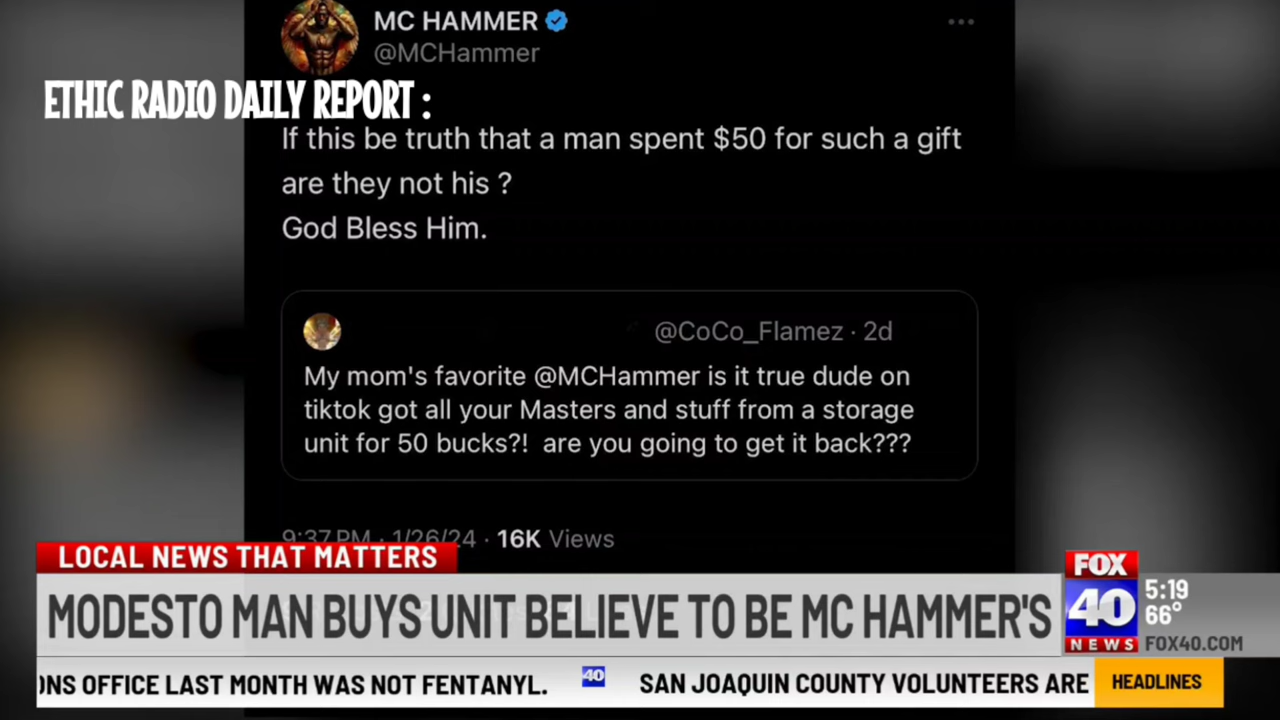 MC HAMMER
@MCHammer
ETHIC RADIO DAILY REPORT :
If this be truth that a man spent $50 for such a gift
are they not his ?
God Bless Him.
@CoCo_Flamez · 2d
My mom's favorite @MCHammer is it true dude on
tiktok got all your Masters and stuff from a storage
unit for 50 bucks?! are you going to get it back???
9:37 PM · 1/26/24 · 16K Views
LOCAL NEWS THAT MATTERS
MODESTO MAN BUYS UNIT BELIEVE TO BE MC HAMMER'S
FOX
40
NEWS
5:19
66°
FOX40.COM
ONS OFFICE LAST MONTH WAS NOT FENTANYL. 40 SAN JOAQUIN COUNTY VOLUNTEERS ARE
HEADLINES